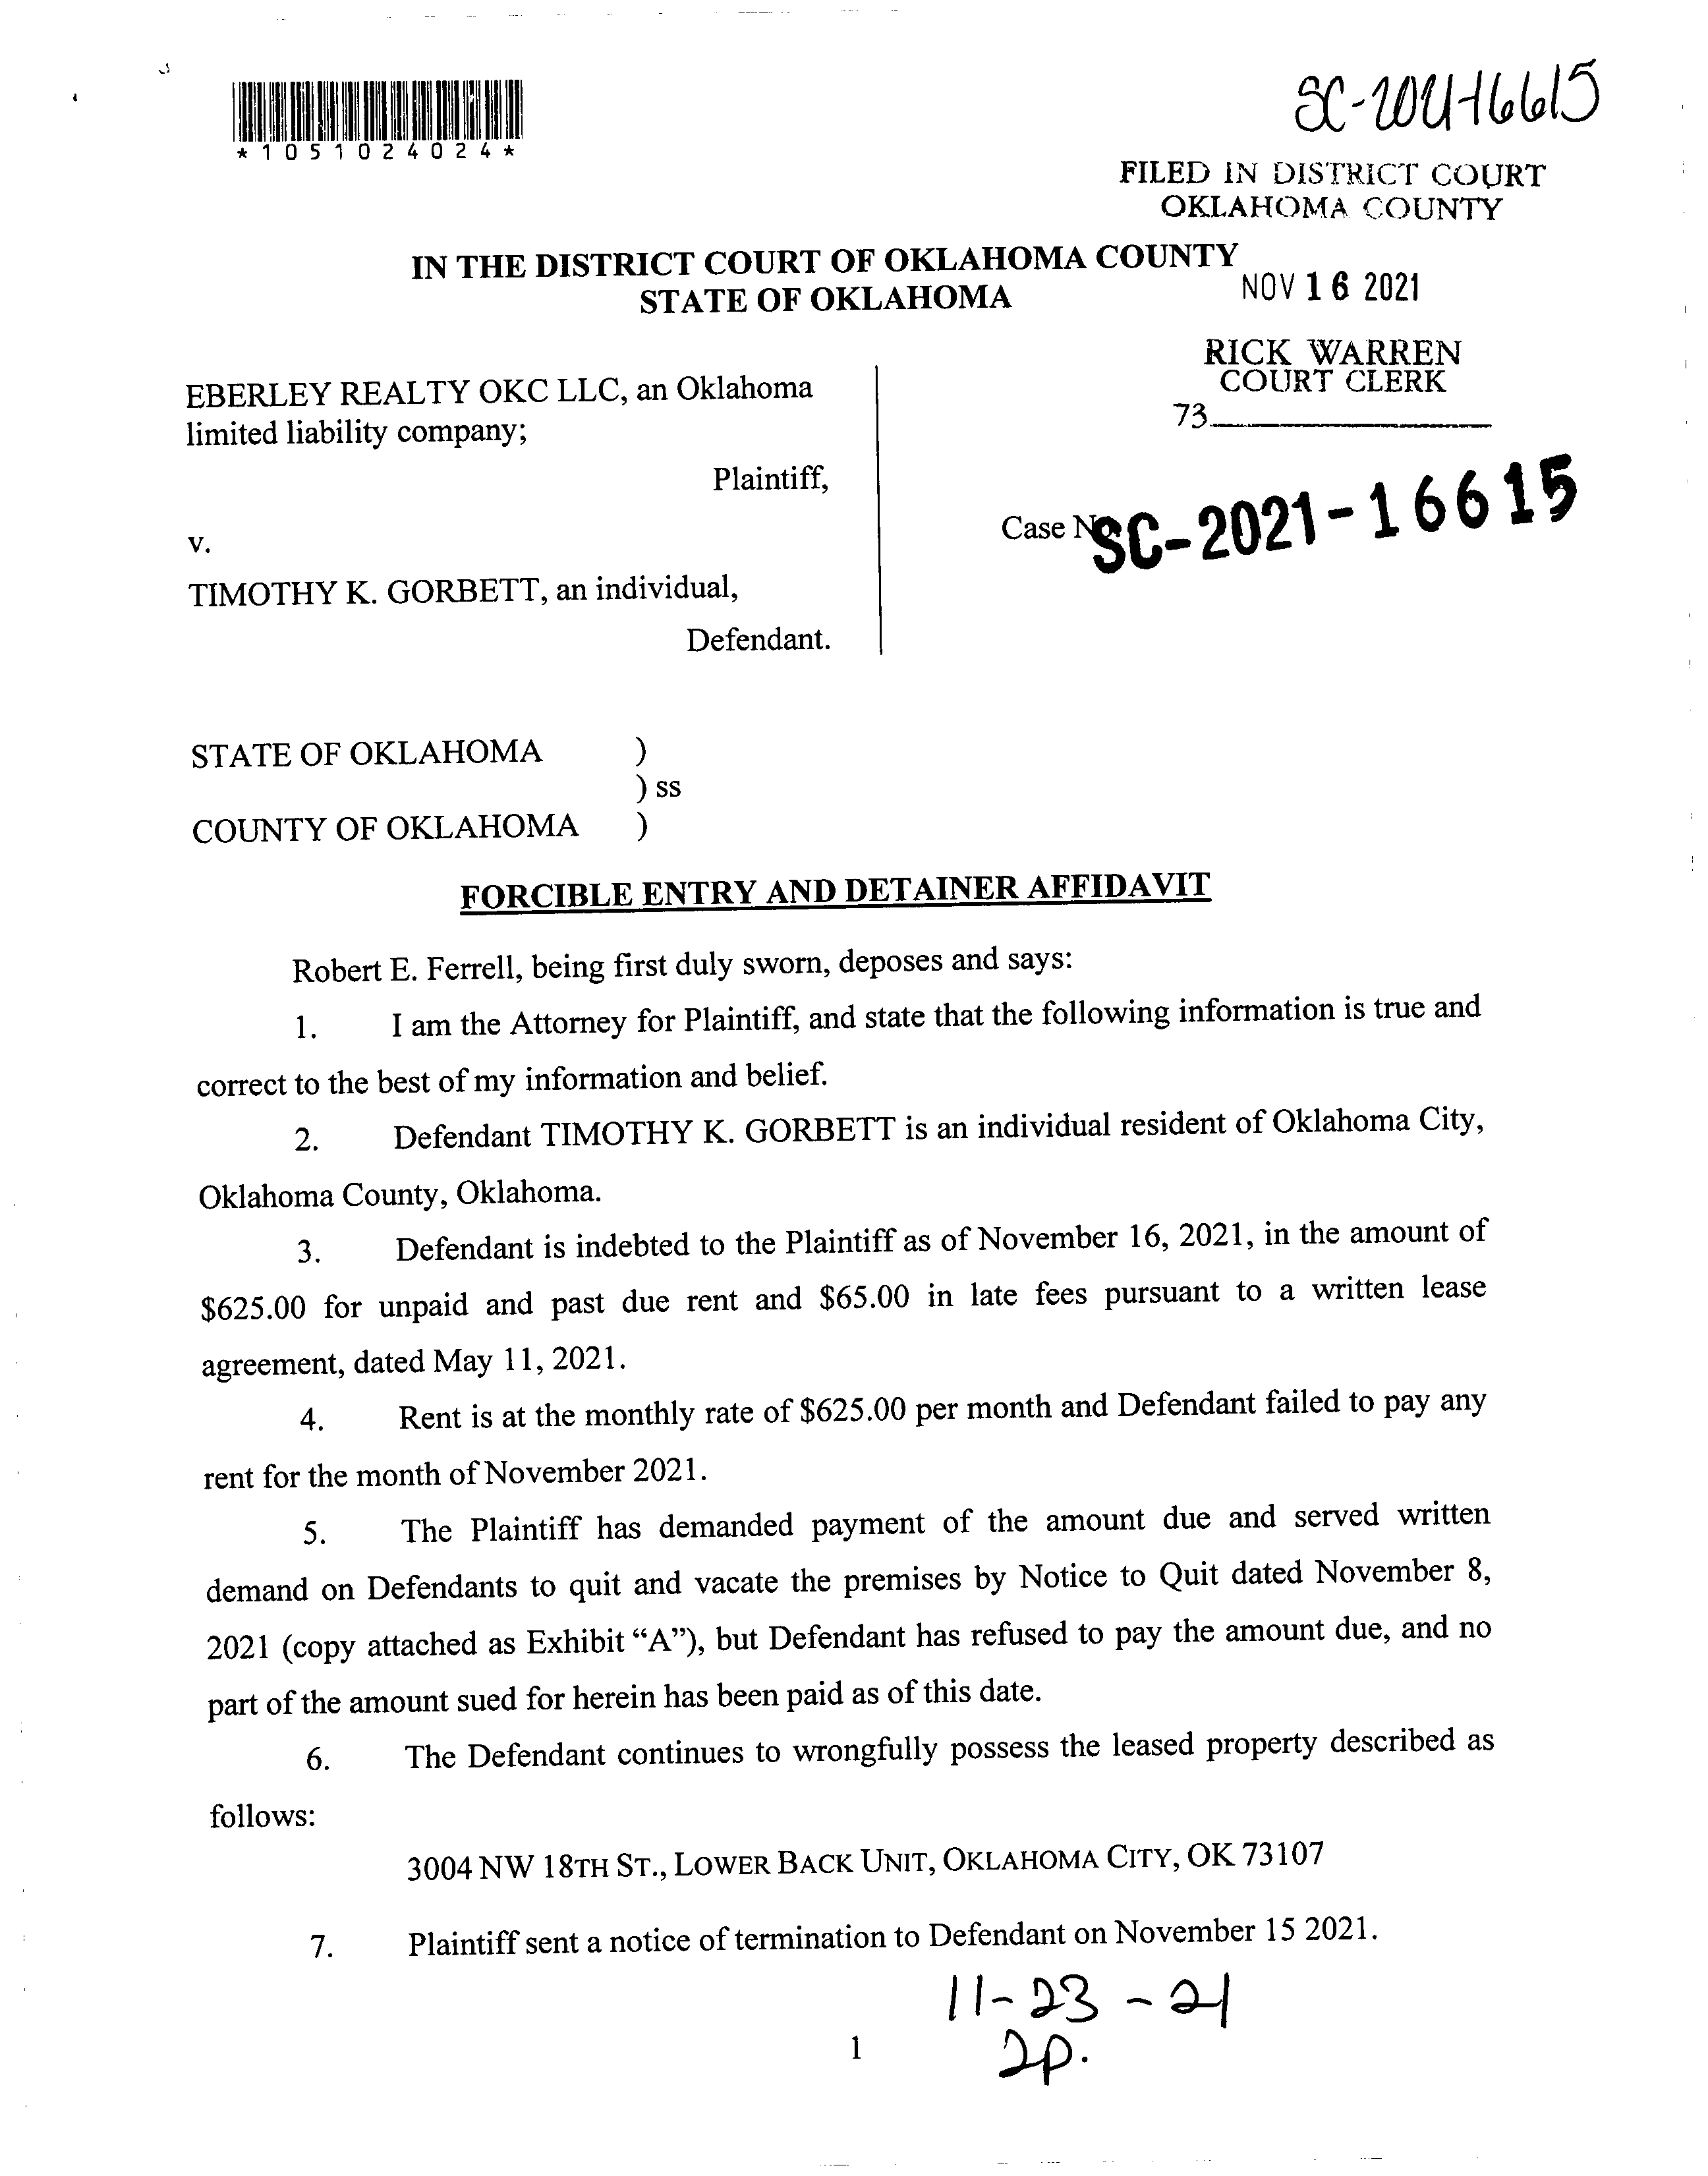 SC-2021-16615
*1051024024*
FILED IN DISTRICT COURT
OKLAHOMA COUNTY
IN THE DISTRICT COURT OF OKLAHOMA COUNTY
STATE OF OKLAHOMA
NOV 16 2021
RICK WARREN
COURT CLERK
73
EBERLEY REALTY OKC LLC, an Oklahoma
limited liability company;
Plaintiff,
Case No. SC-2021-16615
v.
TIMOTHY K. GORBETT, an individual,
Defendant.
STATE OF OKLAHOMA )
) ss
COUNTY OF OKLAHOMA )
FORCIBLE ENTRY AND DETAINER AFFIDAVIT
Robert E. Ferrell, being first duly sworn, deposes and says:
1. I am the Attorney for Plaintiff, and state that the following information is true and
correct to the best of my information and belief.
2. Defendant TIMOTHY K. GORBETT is an individual resident of Oklahoma City,
Oklahoma County, Oklahoma.
3. Defendant is indebted to the Plaintiff as of November 16, 2021, in the amount of
$625.00 for unpaid and past due rent and $65.00 in late fees pursuant to a written lease
agreement, dated May 11, 2021.
4. Rent is at the monthly rate of $625.00 per month and Defendant failed to pay any
rent for the month of November 2021.
5. The Plaintiff has demanded payment of the amount due and served written
demand on Defendants to quit and vacate the premises by Notice to Quit dated November 8,
2021 (copy attached as Exhibit “A”), but Defendant has refused to pay the amount due, and no
part of the amount sued for herein has been paid as of this date.
6. The Defendant continues to wrongfully possess the leased property described as
follows:
3004 NW 18TH ST., LOWER BACK UNIT, OKLAHOMA CITY, OK 73107
7. Plaintiff sent a notice of termination to Defendant on November 15 2021.
11-23-21
1
2p.